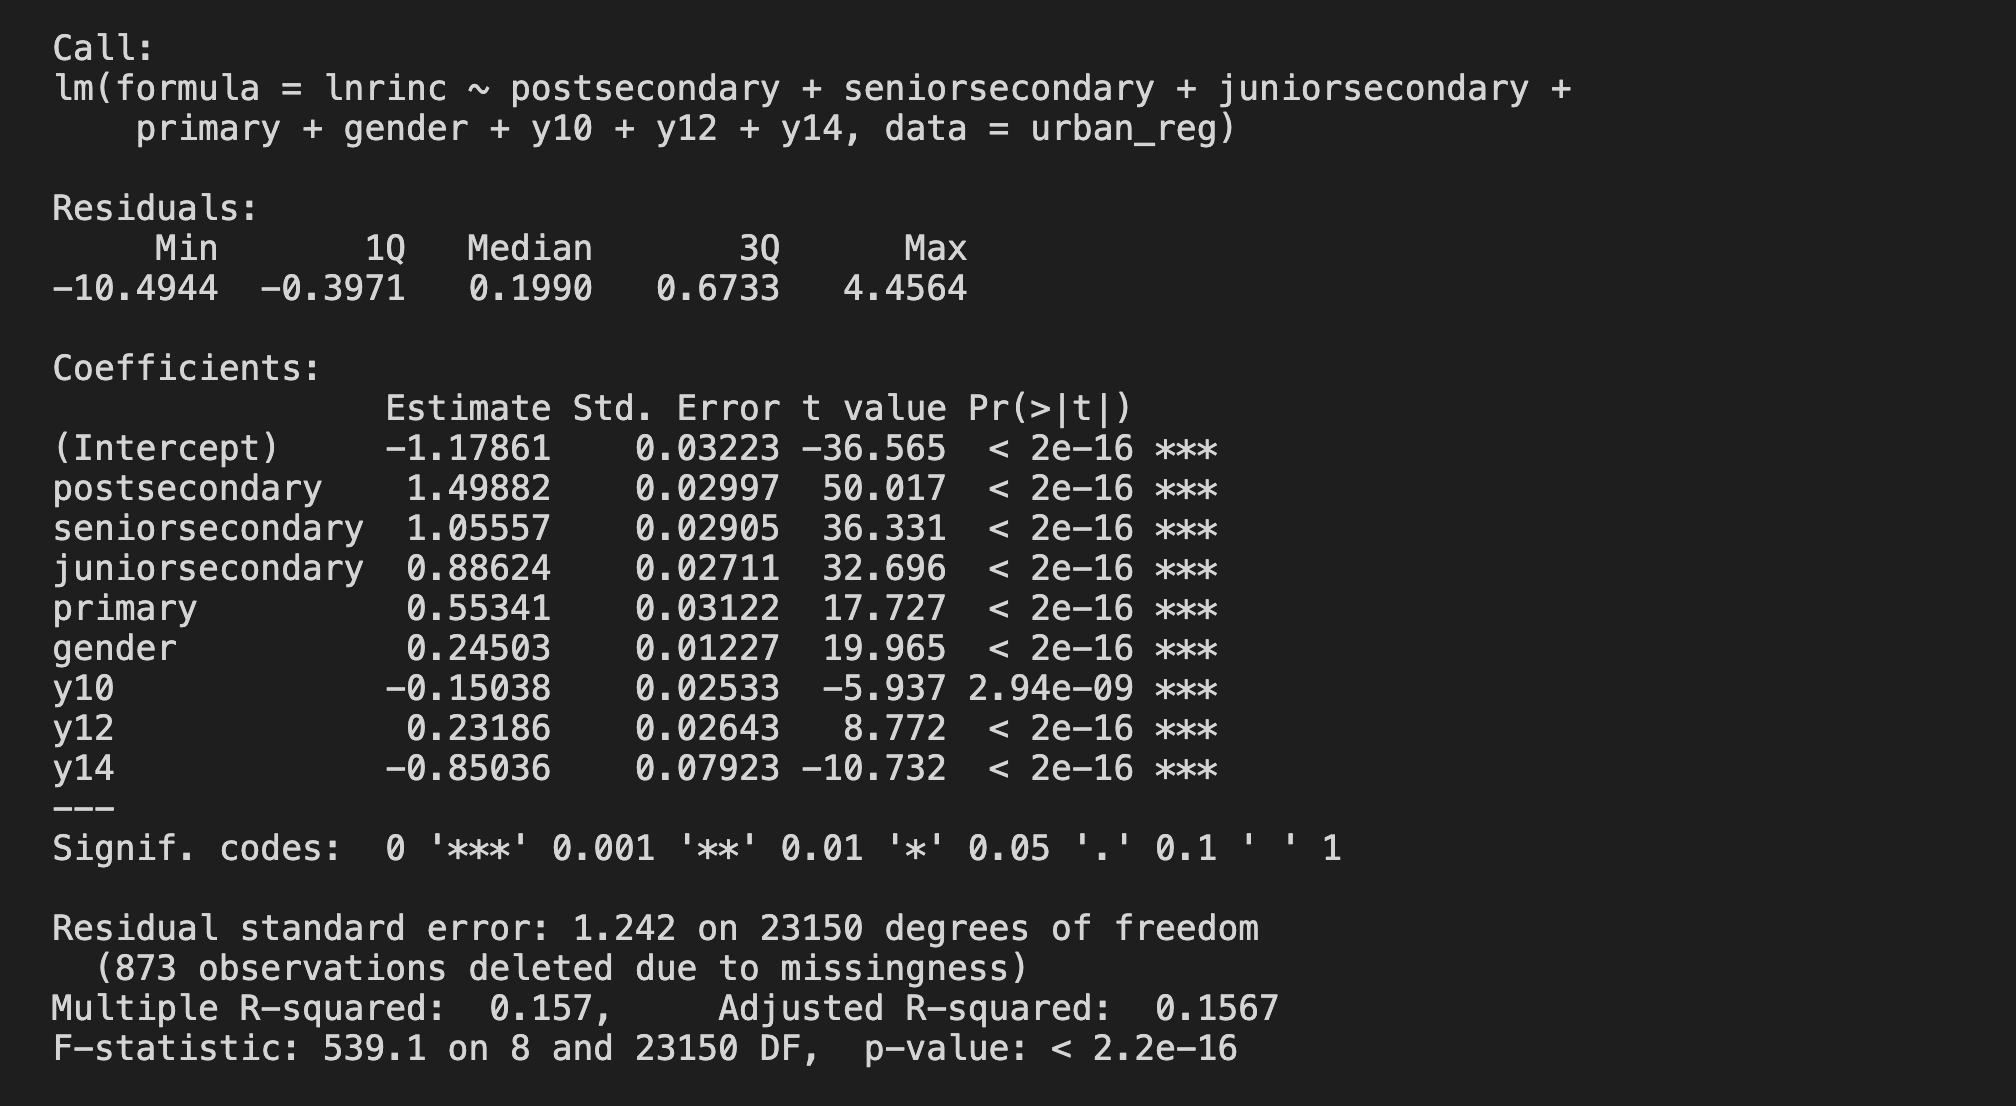 Call:
lm(formula = lnrinc ~ postsecondary + seniorsecondary + juniorsecondary +
    primary + gender + y10 + y12 + y14, data = urban_reg)
Residuals:
     Min       1Q   Median       3Q      Max
-10.4944  -0.3971   0.1990   0.6733   4.4564
Coefficients:
                Estimate Std. Error t value Pr(>|t|)
(Intercept)     -1.17861    0.03223 -36.565  < 2e-16 ***
postsecondary    1.49882    0.02997  50.017  < 2e-16 ***
seniorsecondary  1.05557    0.02905  36.331  < 2e-16 ***
juniorsecondary  0.88624    0.02711  32.696  < 2e-16 ***
primary          0.55341    0.03122  17.727  < 2e-16 ***
gender           0.24503    0.01227  19.965  < 2e-16 ***
y10             -0.15038    0.02533  -5.937 2.94e-09 ***
y12              0.23186    0.02643   8.772  < 2e-16 ***
y14             -0.85036    0.07923 -10.732  < 2e-16 ***
---
Signif. codes:  0 '***' 0.001 '**' 0.01 '*' 0.05 '.' 0.1 ' ' 1
Residual standard error: 1.242 on 23150 degrees of freedom
  (873 observations deleted due to missingness)
Multiple R-squared:  0.157,     Adjusted R-squared:  0.1567
F-statistic: 539.1 on 8 and 23150 DF,  p-value: < 2.2e-16